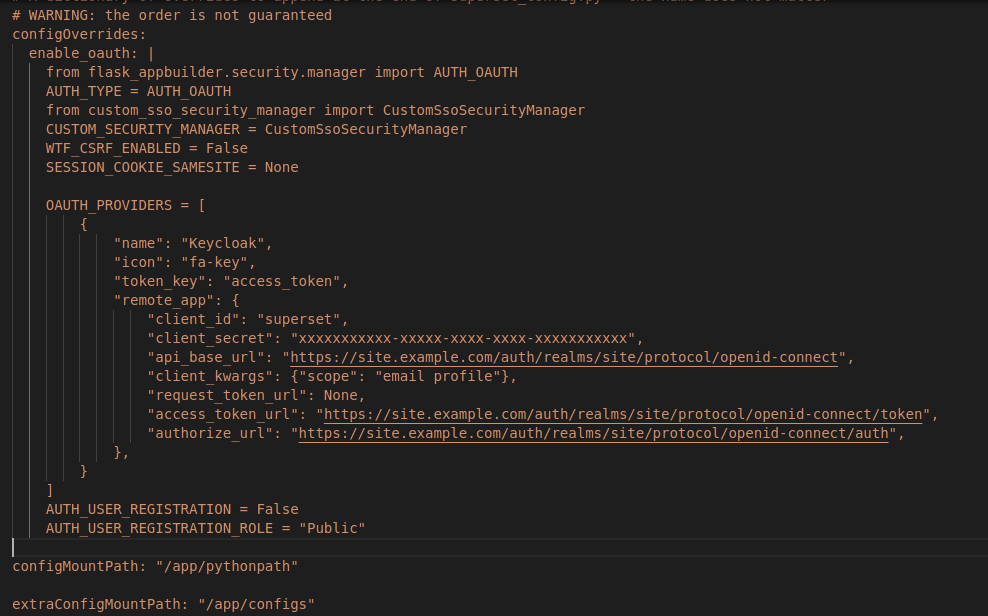 # WARNING: the order is not guaranteed
configOverrides:
  enable_oauth: |
    from flask_appbuilder.security.manager import AUTH_OAUTH
    AUTH_TYPE = AUTH_OAUTH
    from custom_sso_security_manager import CustomSsoSecurityManager
    CUSTOM_SECURITY_MANAGER = CustomSsoSecurityManager
    WTF_CSRF_ENABLED = False
    SESSION_COOKIE_SAMESITE = None

    OAUTH_PROVIDERS = [
        {
            "name": "Keycloak",
            "icon": "fa-key",
            "token_key": "access_token",
            "remote_app": {
                "client_id": "superset",
                "client_secret": "xxxxxxxxxxx-xxxxx-xxxx-xxxx-xxxxxxxxxxx",
                "api_base_url": "https://site.example.com/auth/realms/site/protocol/openid-connect",
                "client_kwargs": {"scope": "email profile"},
                "request_token_url": None,
                "access_token_url": "https://site.example.com/auth/realms/site/protocol/openid-connect/token",
                "authorize_url": "https://site.example.com/auth/realms/site/protocol/openid-connect/auth",
            },
        }
    ]
    AUTH_USER_REGISTRATION = False
    AUTH_USER_REGISTRATION_ROLE = "Public"

configMountPath: "/app/pythonpath"

extraConfigMountPath: "/app/configs"